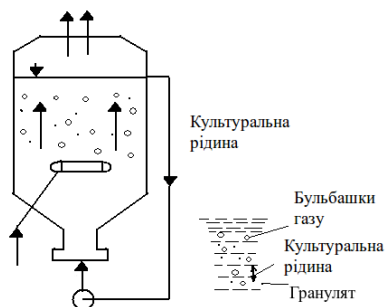 Культуральна
рідина
Бульбашки
газу
Культуральна
рідина
Гранулят